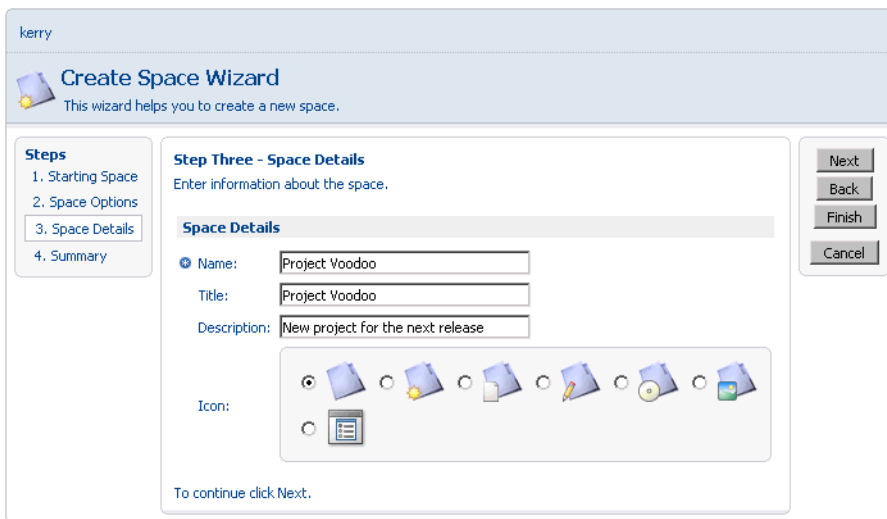 kerry
Create Space Wizard
This wizard helps you to create a new space.
Steps
1. Starting Space
2. Space Options
3. Space Details
4. Summary
Step Three - Space Details
Enter information about the space.
Space Details
Name: Project Voodoo
Title: Project Voodoo
Description: New project for the next release
Icon:
To continue click Next.
Next
Back
Finish
Cancel